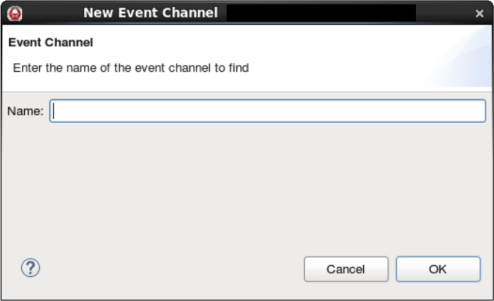 New Event Channel
Event Channel
Enter the name of the event channel to find
Name:
Cancel
OK